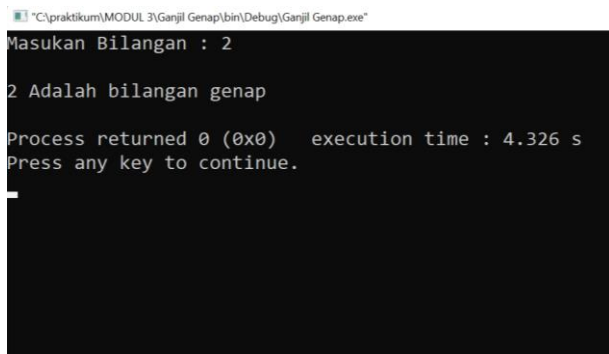 "C:\praktikum\MODUL 3\Ganjil Genap\bin\Debug\Ganjil Genap.exe"
Masukan Bilangan : 2
2 Adalah bilangan genap
Process returned 0 (0x0)   execution time : 4.326 s
Press any key to continue.